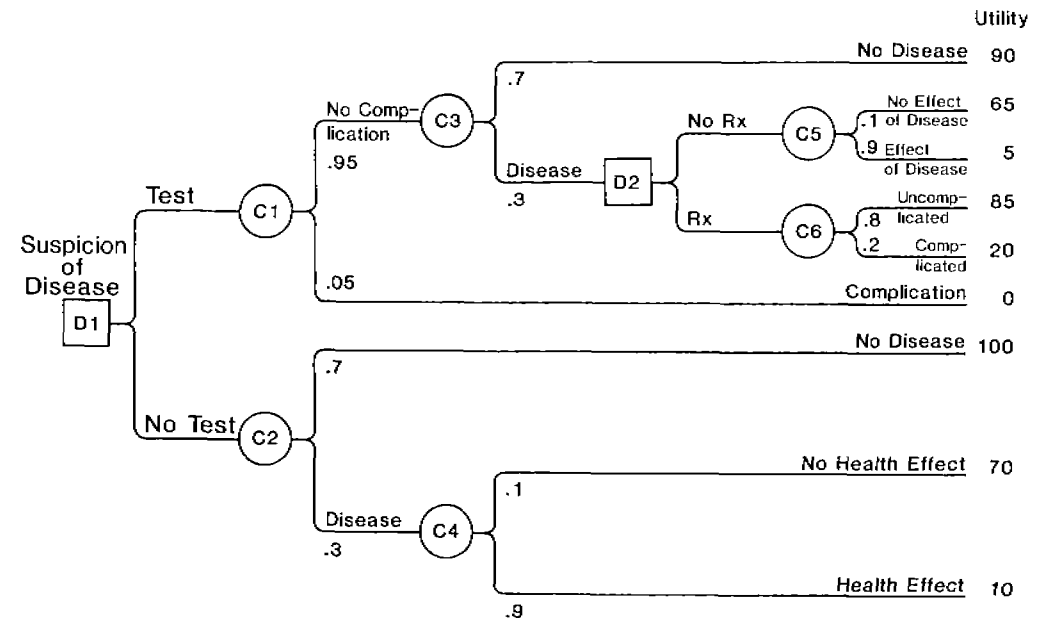 Utility
No Disease 90
.7
No Comp-
lication
C3
.95
No Effect 65
.1 of Disease
No Rx
C5
.9 Effect 5
of Disease
Disease
.3
D2
Uncomp- 85
.8 licated
Rx
C6
.2 Comp- 20
licated
Test
C1
.05
Complication 0
Suspicion
of
Disease
D1
No Disease 100
.7
No Test
C2
No Health Effect 70
.1
Disease
.3
C4
Health Effect 10
.9